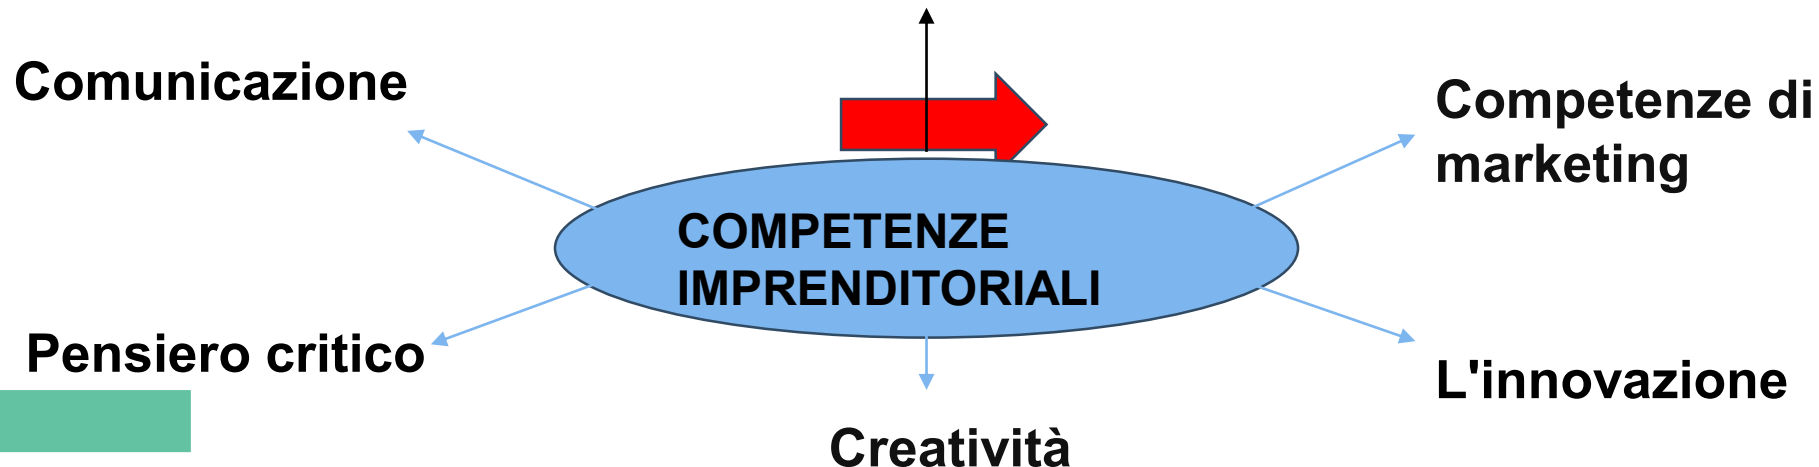 Comunicazione
Competenze di
marketing
COMPETENZE
IMPRENDITORIALI
Pensiero critico
L'innovazione
Creatività